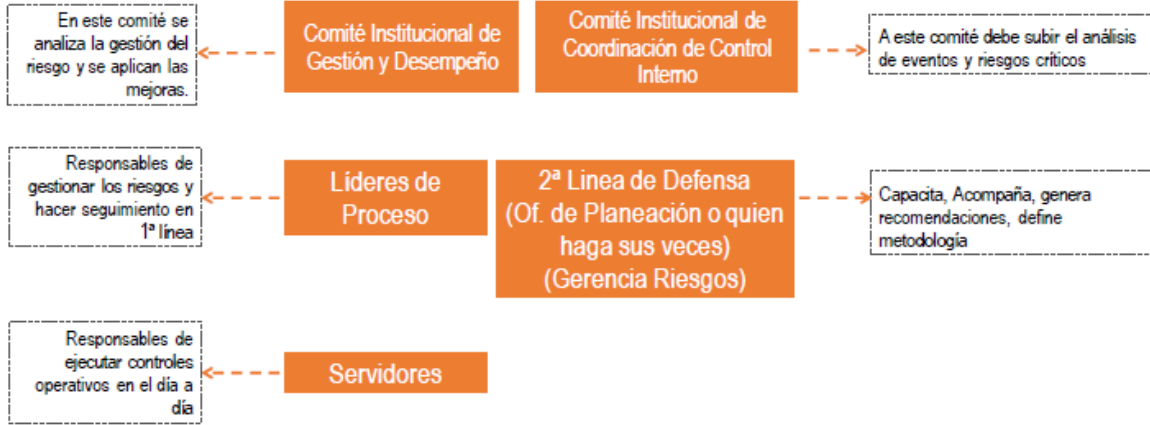 En este comité se
analiza la gestión del
riesgo y se aplican las
mejoras.
Comité Institucional de
Gestión y Desempeño
Comité Institucional de
Coordinación de Control
Interno
A este comité debe subir el análisis
de eventos y riesgos críticos
Responsables de
gestionar los riesgos y
hacer seguimiento en
1ª línea
Líderes de
Proceso
2ª Linea de Defensa
(Of. de Planeación o quien
haga sus veces)
(Gerencia Riesgos)
Capacita, Acompaña, genera
recomendaciones, define
metodología
Responsables de
ejecutar controles
operativos en el día a
día
Servidores